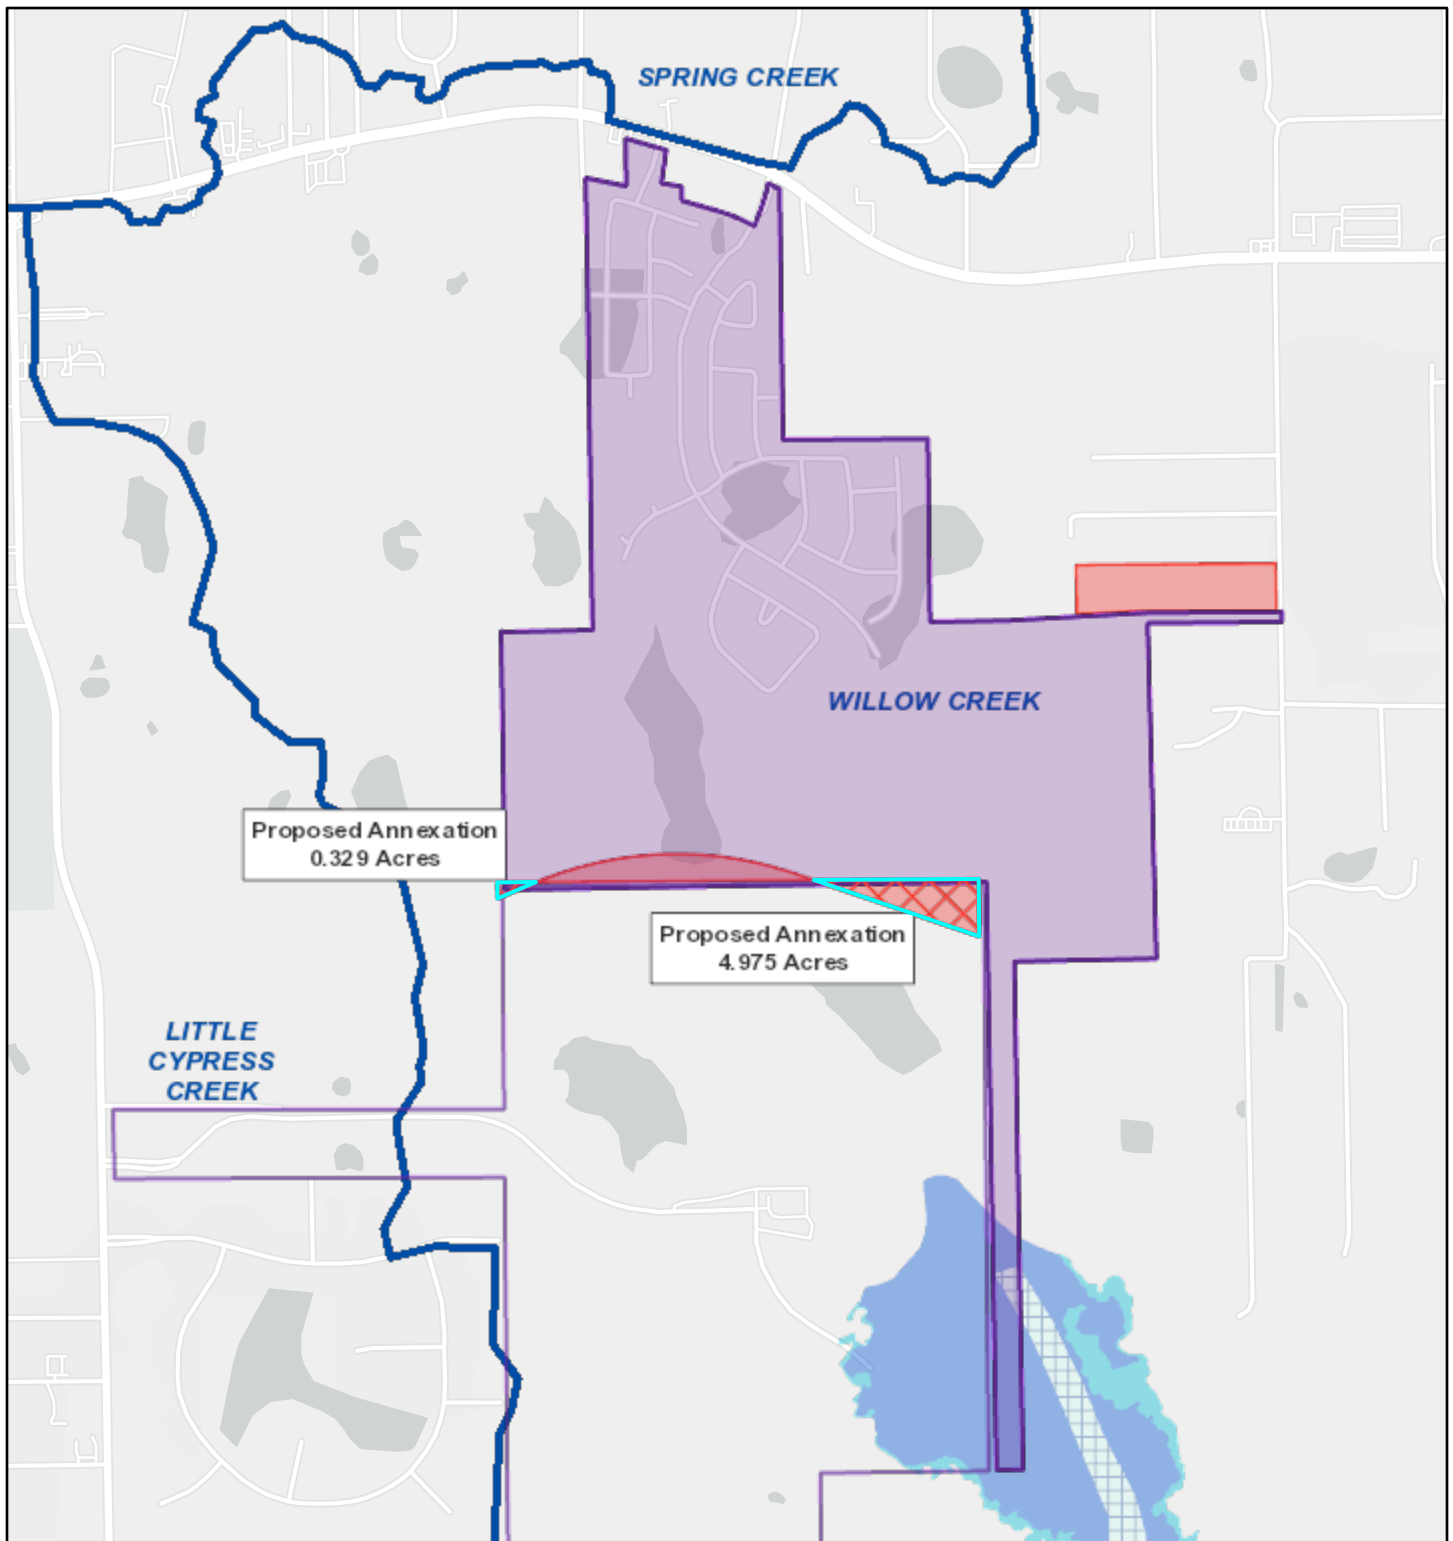 SPRING CREEK
WILLOW CREEK
Proposed Annexation
0.329 Acres
Proposed Annexation
4.975 Acres
LITTLE
CYPRESS
CREEK